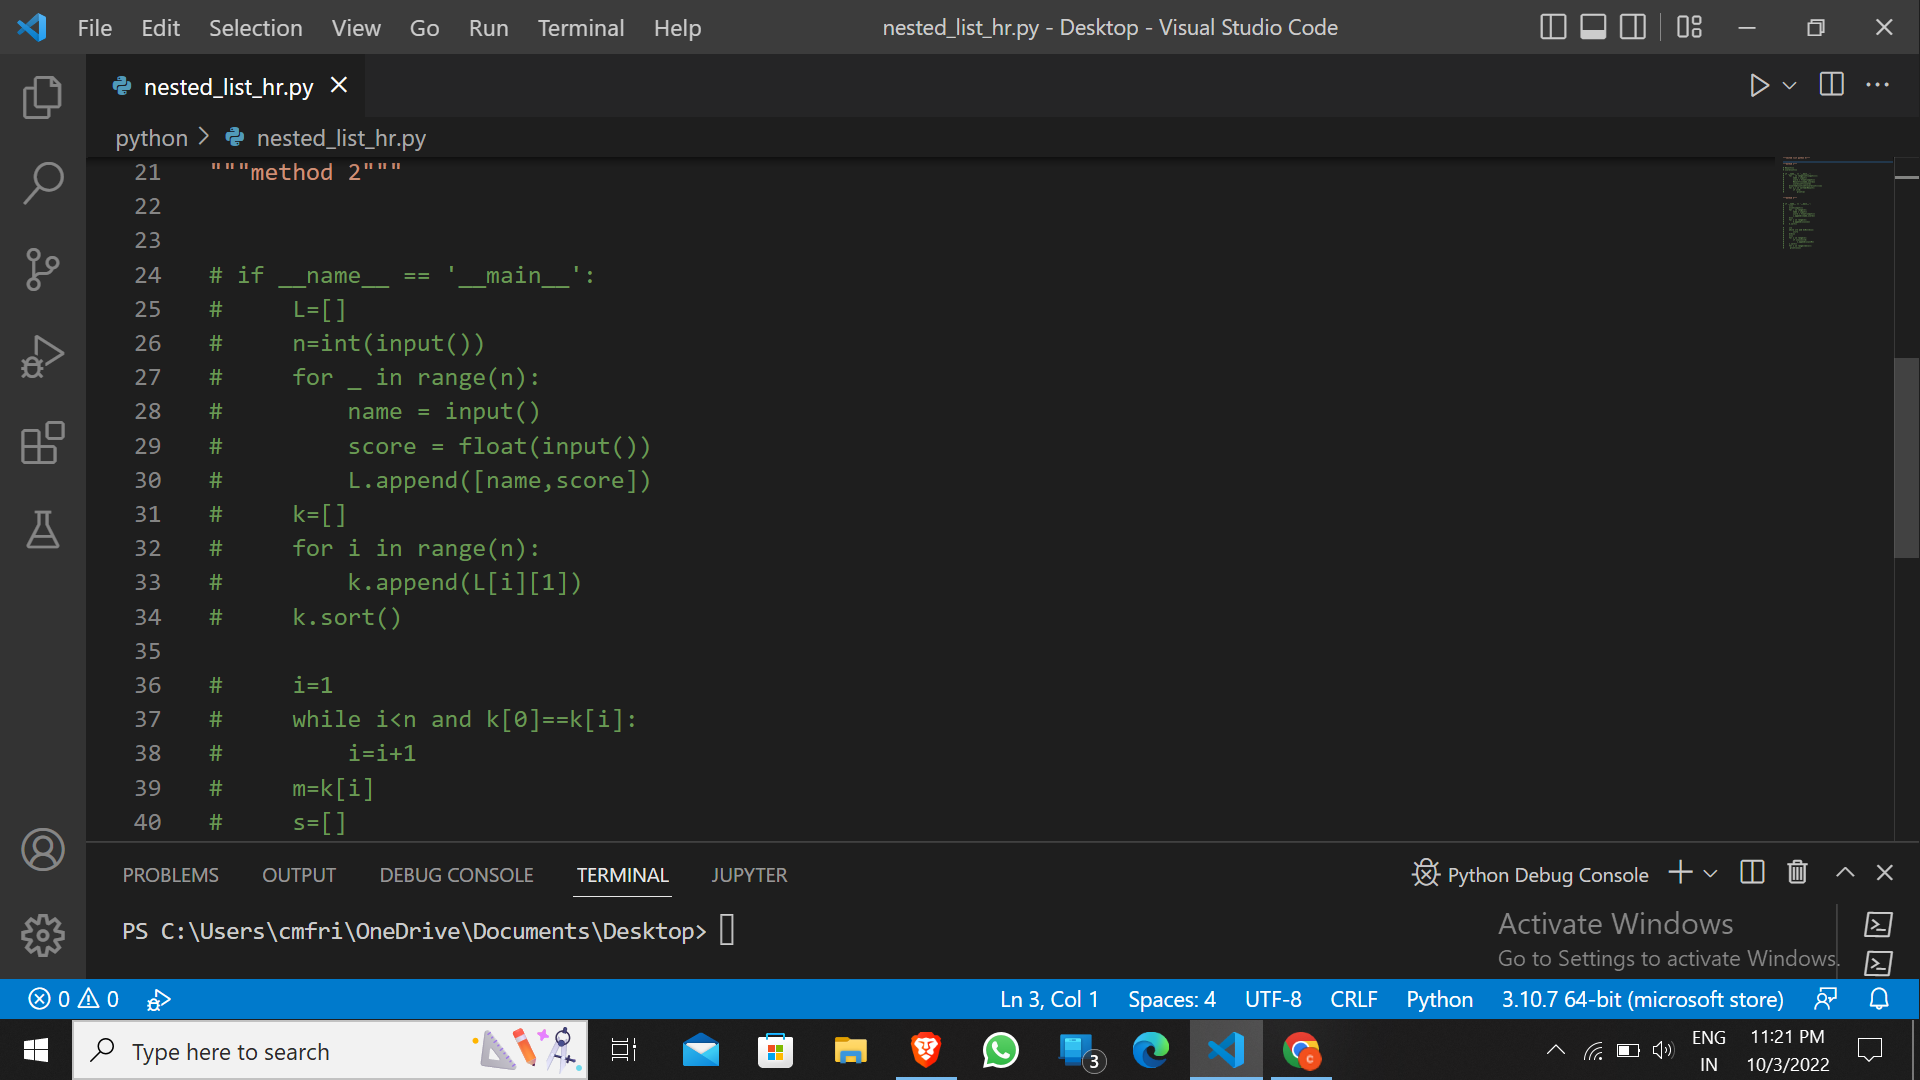 File Edit Selection View Go Run Terminal Help nested_list_hr.py - Desktop - Visual Studio Code
nested_list_hr.py
python > nested_list_hr.py
21 """method 2"""
22
23
24 # if __name__ == '__main__':
25 #     L=[]
26 #     n=int(input())
27 #     for _ in range(n):
28 #         name = input()
29 #         score = float(input())
30 #         L.append([name,score])
31 #     k=[]
32 #     for i in range(n):
33 #         k.append(L[i][1])
34 #     k.sort()
35
36 #     i=1
37 #     while i<n and k[0]==k[i]:
38 #         i=i+1
39 #     m=k[i]
40 #     s=[]
PROBLEMS OUTPUT DEBUG CONSOLE TERMINAL JUPYTER Python Debug Console
PS C:\Users\cmfri\OneDrive\Documents\Desktop>
Activate Windows
Go to Settings to activate Windows.
0 0 Ln 3, Col 1 Spaces: 4 UTF-8 CRLF Python 3.10.7 64-bit (microsoft store)
Type here to search 3 C ENG 11:21 PM
IN 10/3/2022